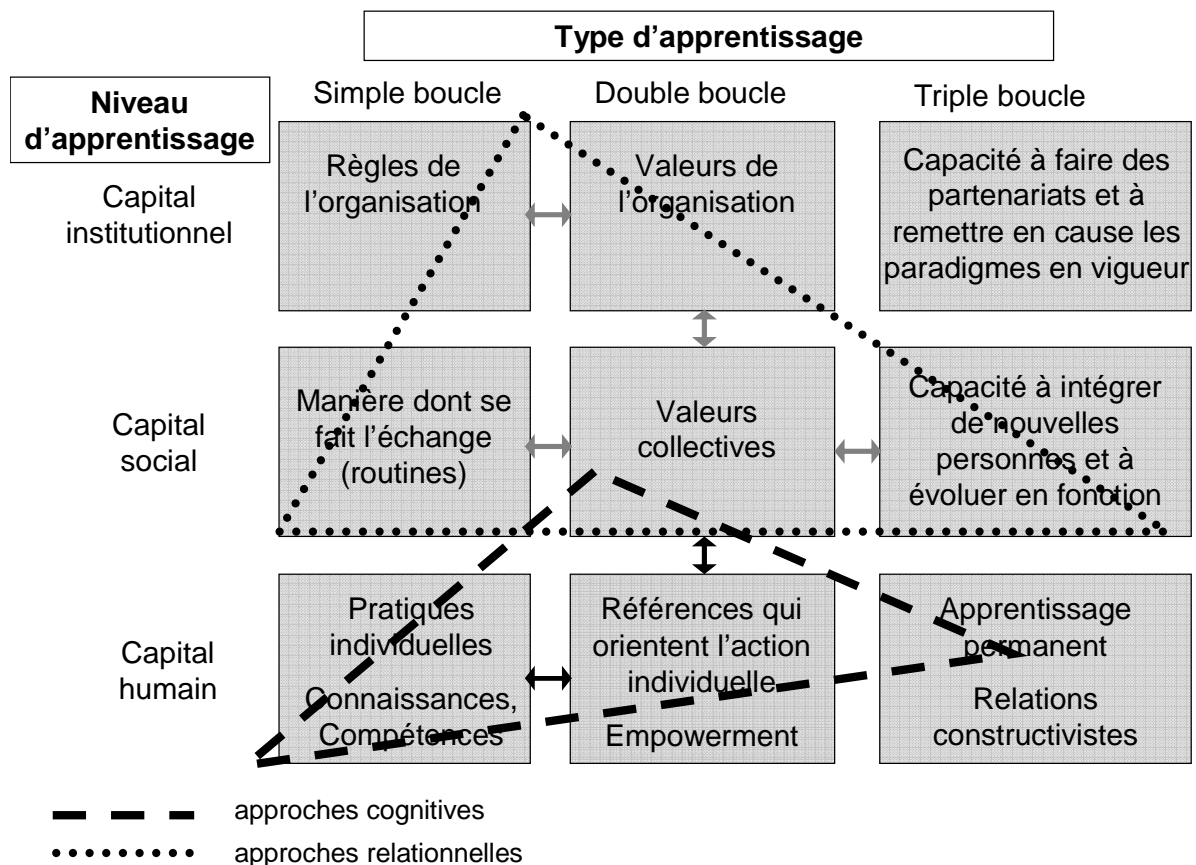 Type d’apprentissage
Niveau
d’apprentissage
Simple boucle
Double boucle
Triple boucle
Capital
institutionnel
Règles de
l’organisation
Valeurs de
l’organisation
Capacité à faire des
partenariats et à
remettre en cause les
paradigmes en vigueur
Capital
social
Manière dont se
fait l’échange
(routines)
Valeurs
collectives
Capacité à intégrer
de nouvelles
personnes et à
évoluer en fonction
Capital
humain
Pratiques
individuelles
Connaissances,
Compétences
Références qui
orientent l’action
individuelle
Empowerment
Apprentissage
permanent
Relations
constructivistes
approches cognitives
approches relationnelles